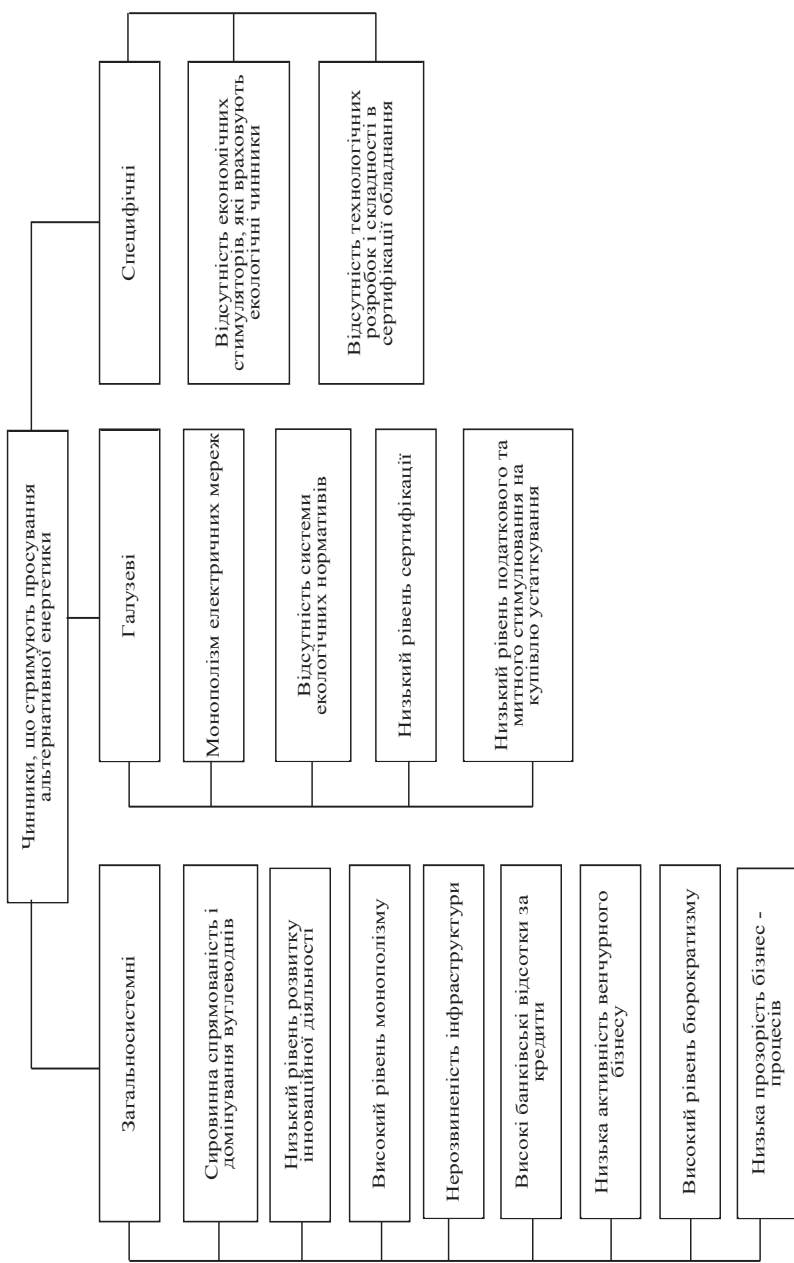 Чинники, що стримують просування
альтернативної енергетики
Загальносистемні
Сировинна спрямованість і
домінування вуглеводнів
Низький рівень розвитку
інноваційної діяльності
Високий рівень монополізму
Нерозвиненість інфраструктури
Високі банківські відсотки за
кредити
Низька активність венчурного
бізнесу
Високий рівень бюрократизму
Низька прозорість бізнес -
процесів
Галузеві
Монополізм електричних мереж
Відсутність системи
екологічних нормативів
Низький рівень сертифікації
Низький рівень податкового та
митного стимулювання на
купівлю устаткування
Специфічні
Відсутність економічних
стимуляторів, які враховують
екологічні чинники
Відсутність технологічних
розробок і складності в
сертифікації обладнання